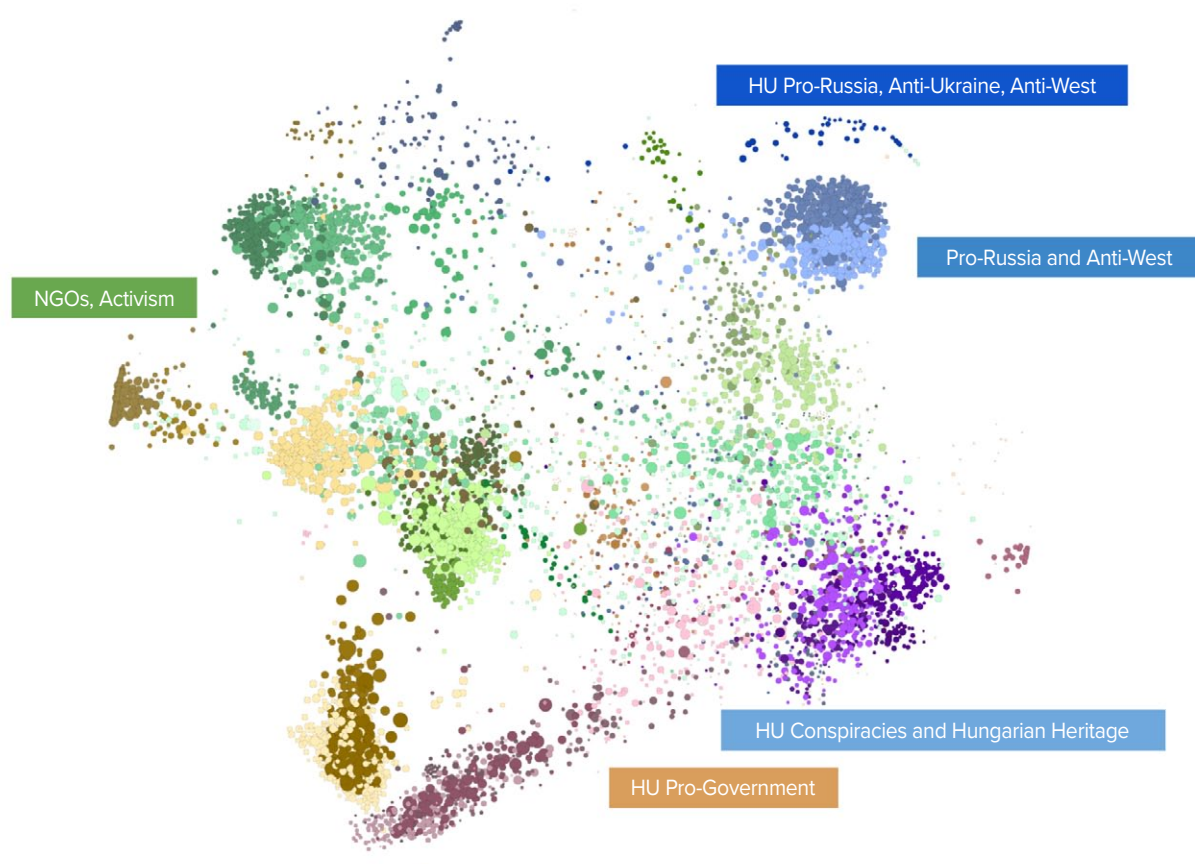 HU Pro-Russia, Anti-Ukraine, Anti-West
Pro-Russia and Anti-West
NGOs, Activism
HU Conspiracies and Hungarian Heritage
HU Pro-Government